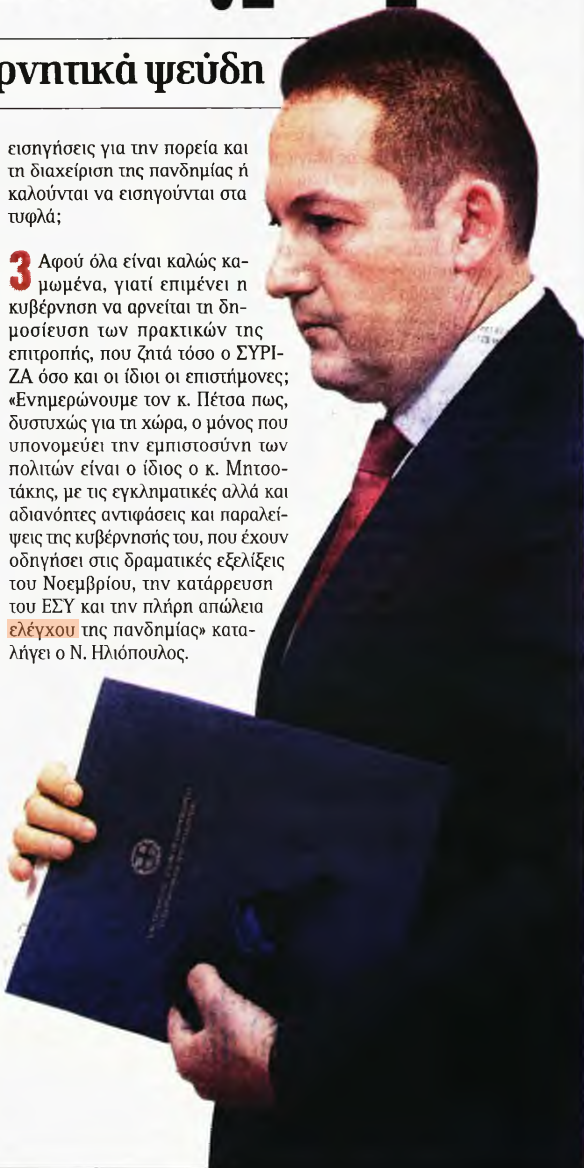 ρνητικά ψεύδη
εισηγήσεις για την πορεία και
τη διαχείριση της πανδημίας ή
καλούνται να εισηγούνται στα
τυφλά;
3 Αφού όλα είναι καλώς κα-
μωμένα, γιατί επιμένει η
κυβέρνηση να αρνείται τη δη-
μοσίευση των πρακτικών της
επιτροπής, που ζητά τόσο ο ΣΥΡΙ-
ΖΑ όσο και οι ίδιοι οι επιστήμονες;
«Ενημερώνουμε τον κ. Πέτσα πως,
δυστυχώς για τη χώρα, ο μόνος που
υπονομεύει την εμπιστοσύνη των
πολιτών είναι ο ίδιος ο κ. Μητσο-
τάκης, με τις εγκληματικές αλλά και
αδιανόητες αντιφάσεις και παραλεί-
ψεις της κυβέρνησής του, που έχουν
οδηγήσει στις δραματικές εξελίξεις
του Νοεμβρίου, την κατάρρευση
του ΕΣΥ και την πλήρη απώλεια
ελέγχου της πανδημίας» κατα-
λήγει ο Ν. Ηλιόπουλος.